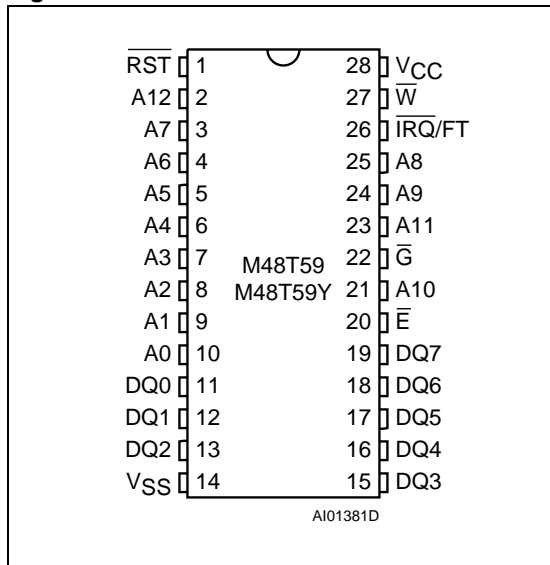 R̅S̅T̅ 1 28 VCC
A12 2 27 W̅
A7 3 26 I̅R̅Q̅/FT
A6 4 25 A8
A5 5 24 A9
A4 6 23 A11
A3 7 22 G̅
M48T59
A2 8 M48T59Y 21 A10
A1 9 20 E̅
A0 10 19 DQ7
DQ0 11 18 DQ6
DQ1 12 17 DQ5
DQ2 13 16 DQ4
VSS 14 15 DQ3
AI01381D